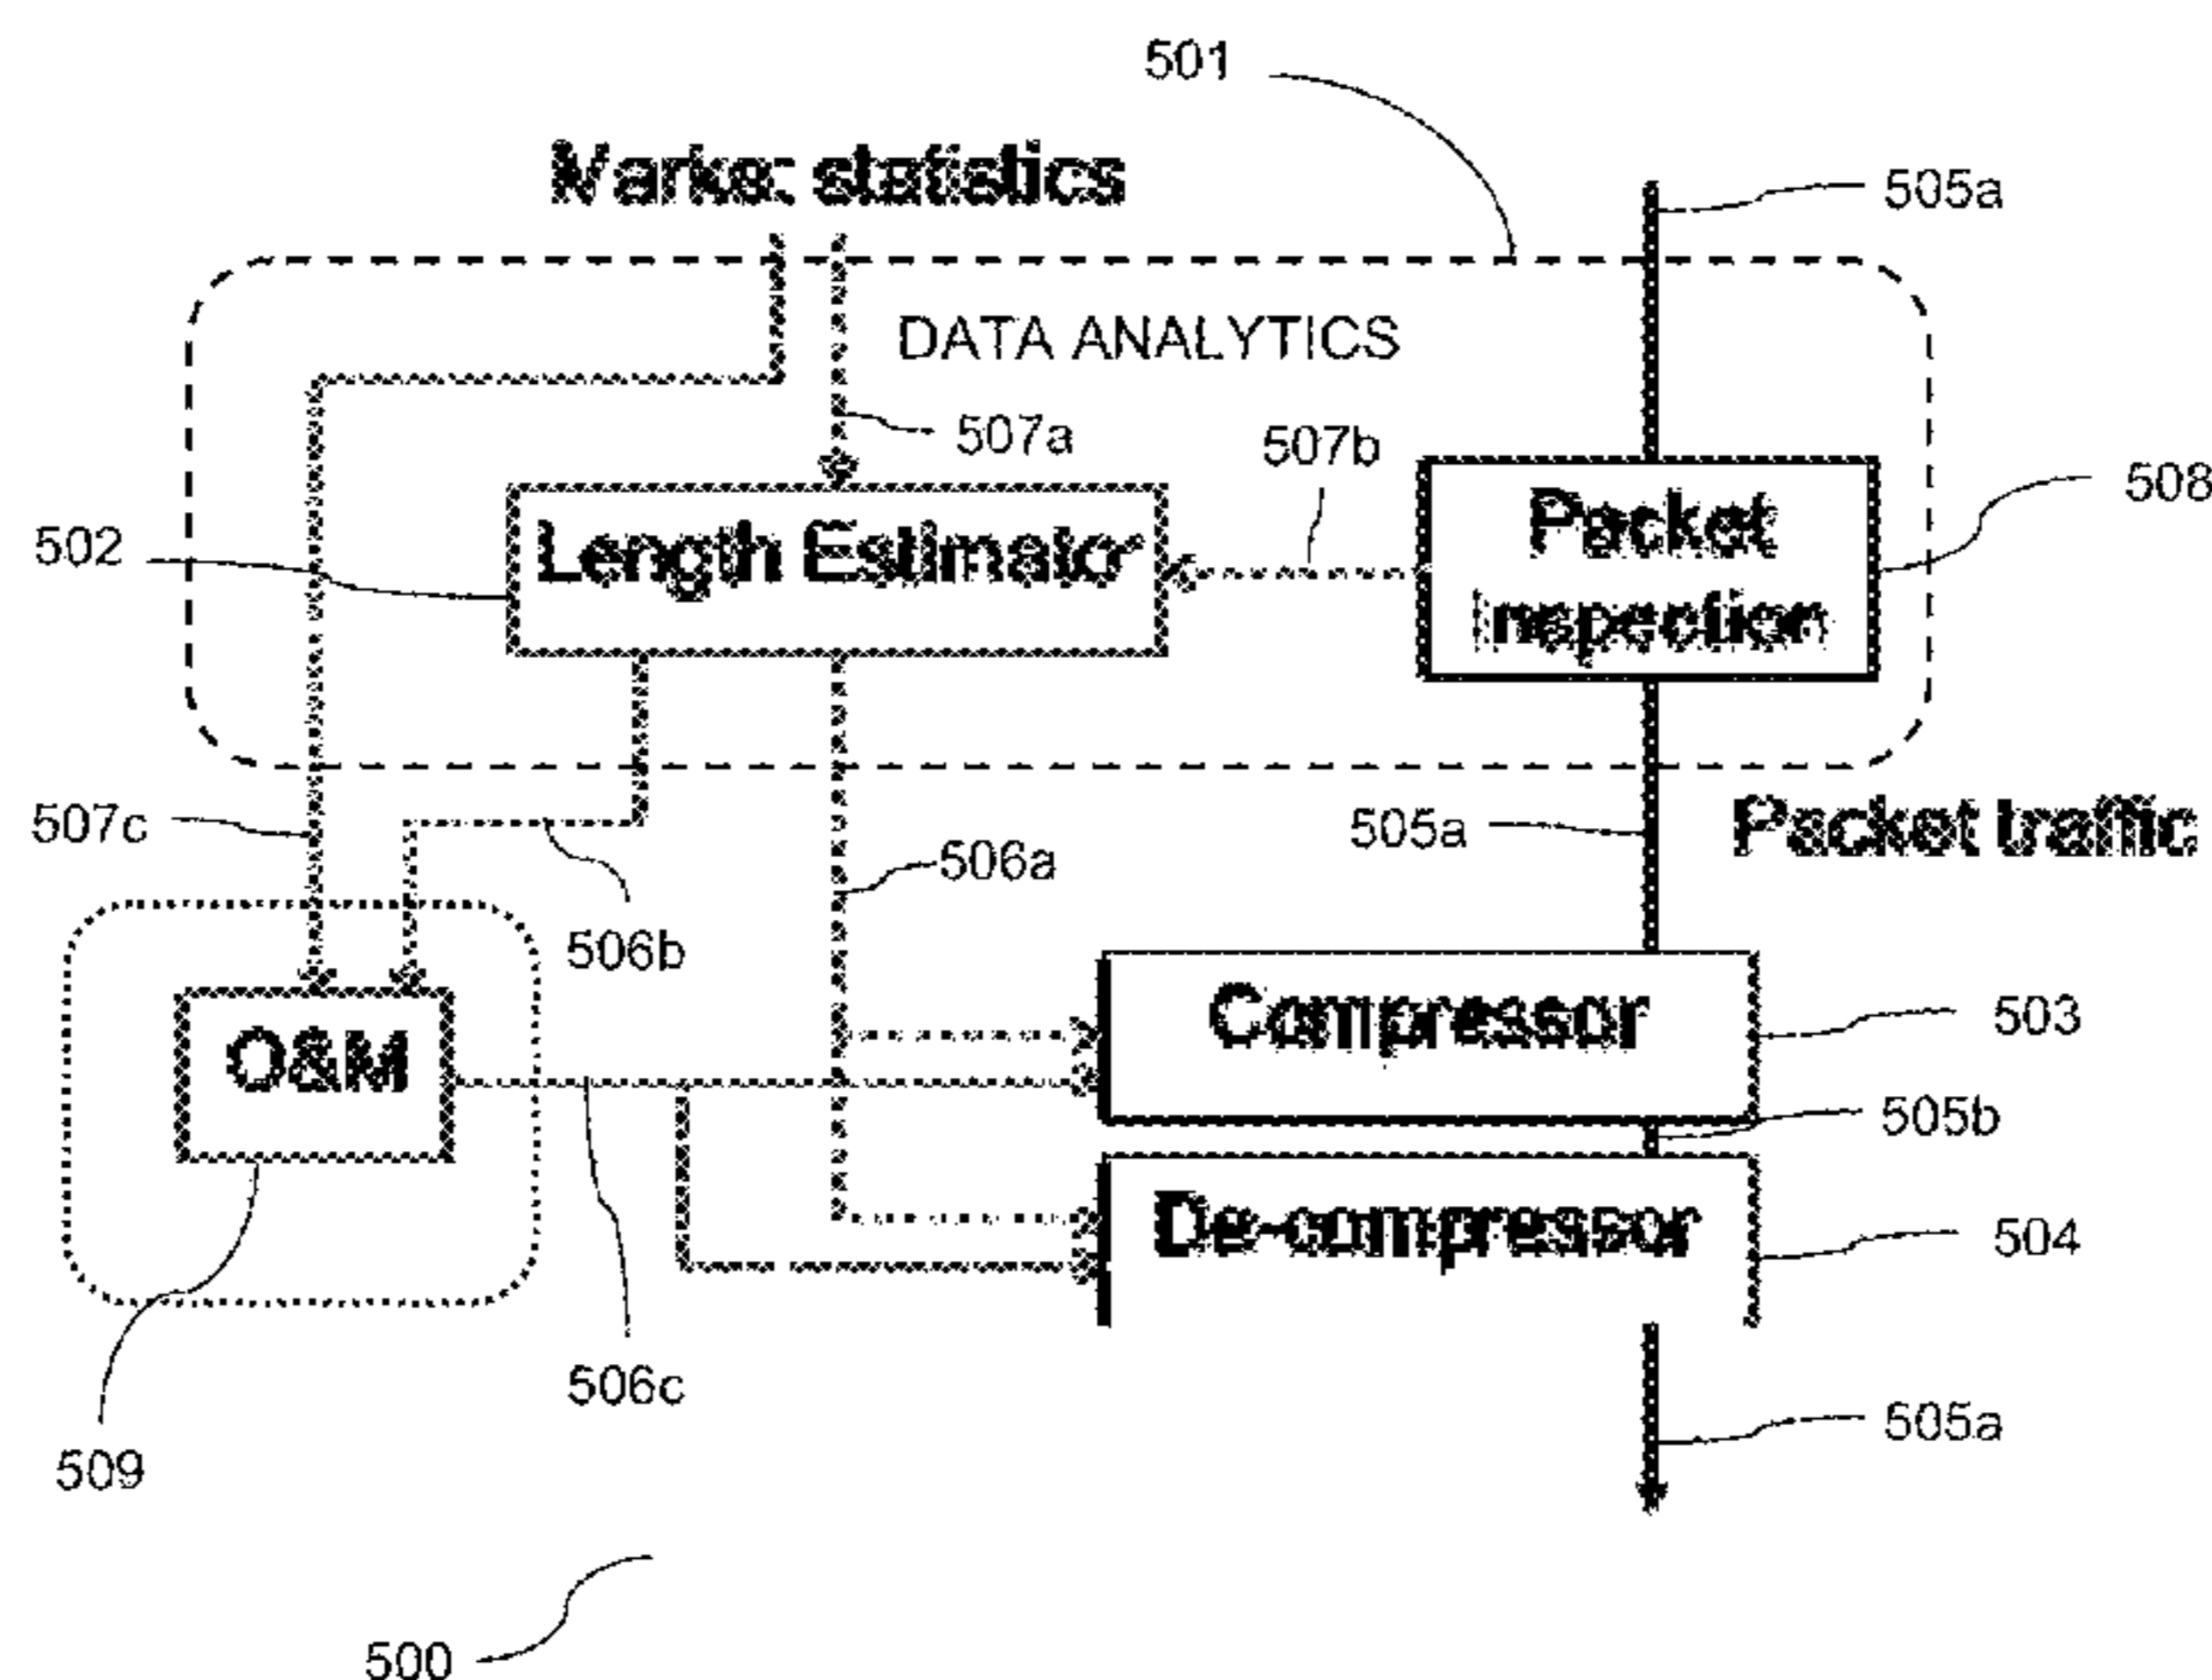 501
Market statistics
505a
DATA ANALYTICS
507a
507b
Packet
Inspection
508
502
Length Estimator
507c
505a
Packet traffic
506a
506b
Compressor
503
O&M
505b
De-compressor
504
506c
505a
509
500